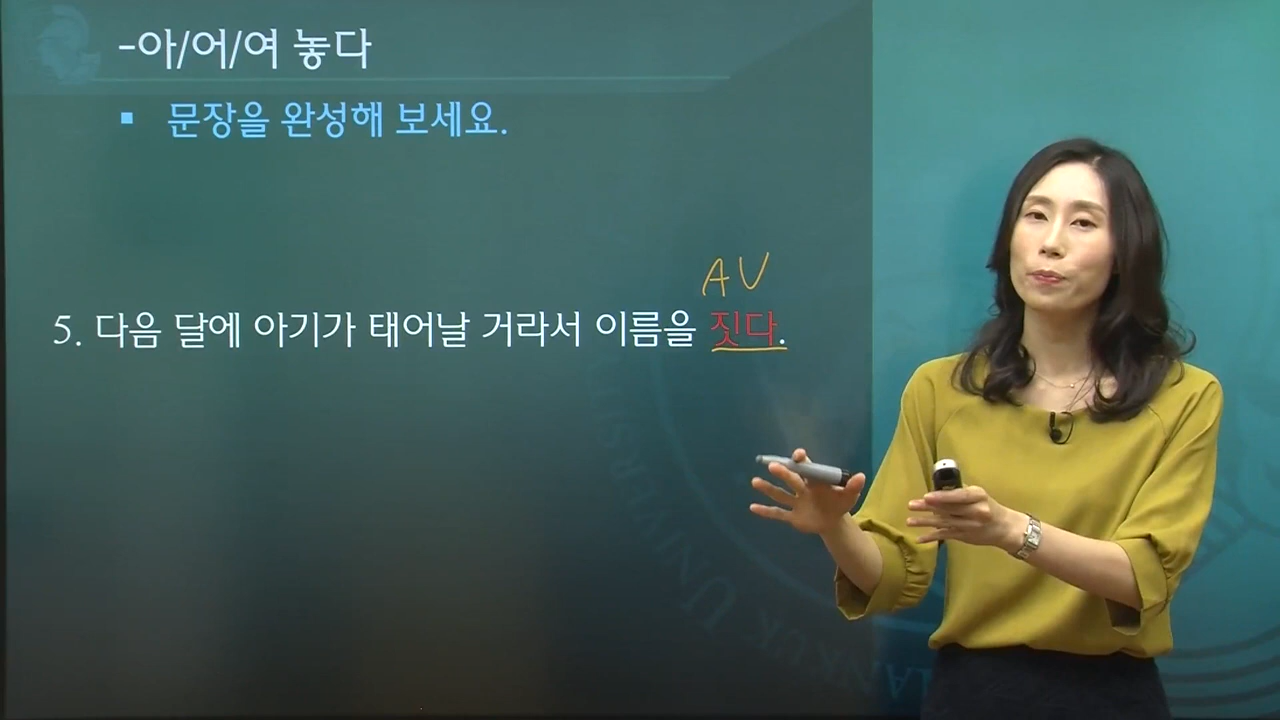 -아/어/여 놓다
▪ 문장을 완성해 보세요.
AV
5. 다음 달에 아기가 태어날 거라서 이름을 짓다.